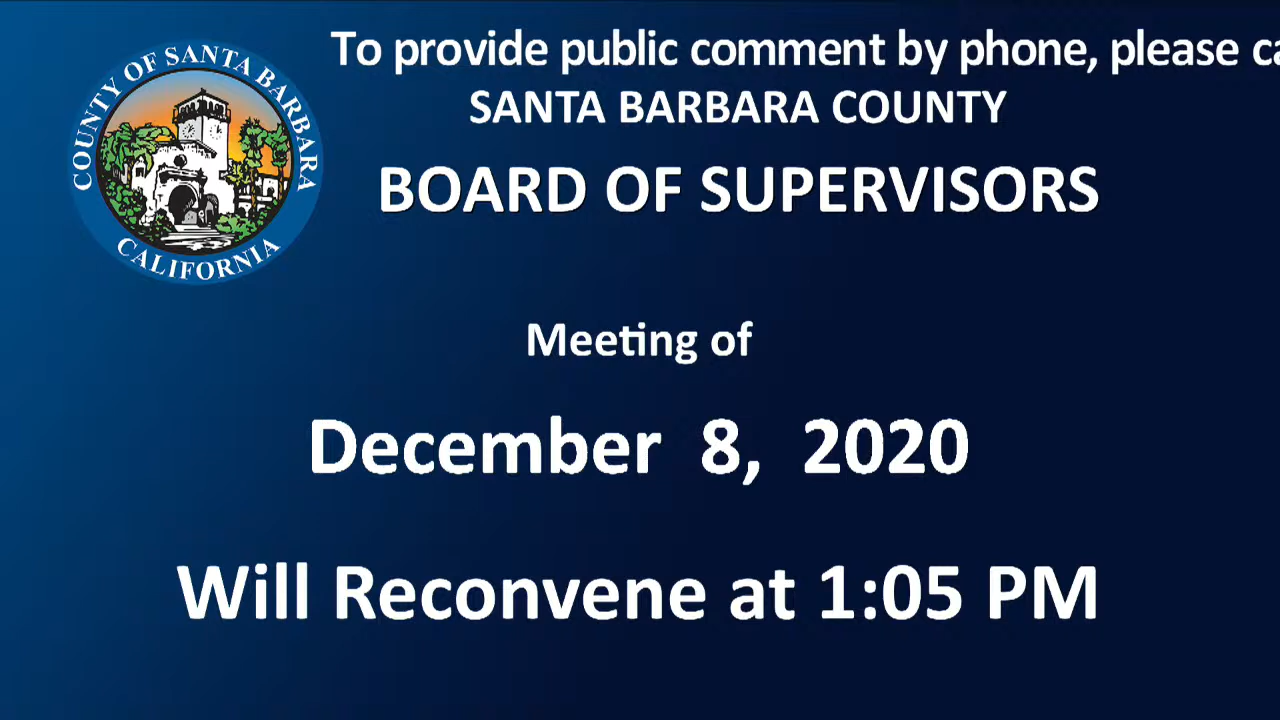 COUNTY OF SANTA BARBARA
CALIFORNIA
To provide public comment by phone, please
SANTA BARBARA COUNTY
BOARD OF SUPERVISORS
Meeting of
December 8, 2020
Will Reconvene at 1:05 PM